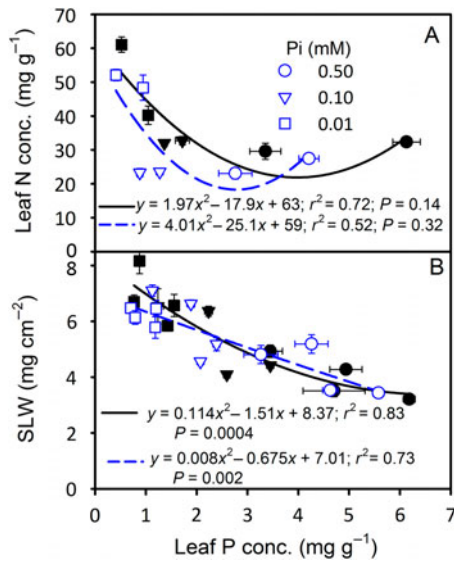 A
Pi (mM)
0.50
0.10
0.01
Leaf N conc. (mg g⁻¹)
70
60
50
40
30
20
10
0
y = 1.97x² – 17.9x + 63; r² = 0.72; P = 0.14
y = 4.01x² – 25.1x + 59; r² = 0.52; P = 0.32
B
SLW (mg cm⁻²)
8
6
4
2
0
y = 0.114x² – 1.51x + 8.37; r² = 0.83
P = 0.0004
y = 0.008x² – 0.675x + 7.01; r² = 0.73
P = 0.002
0 1 2 3 4 5 6 7
Leaf P conc. (mg g⁻¹)